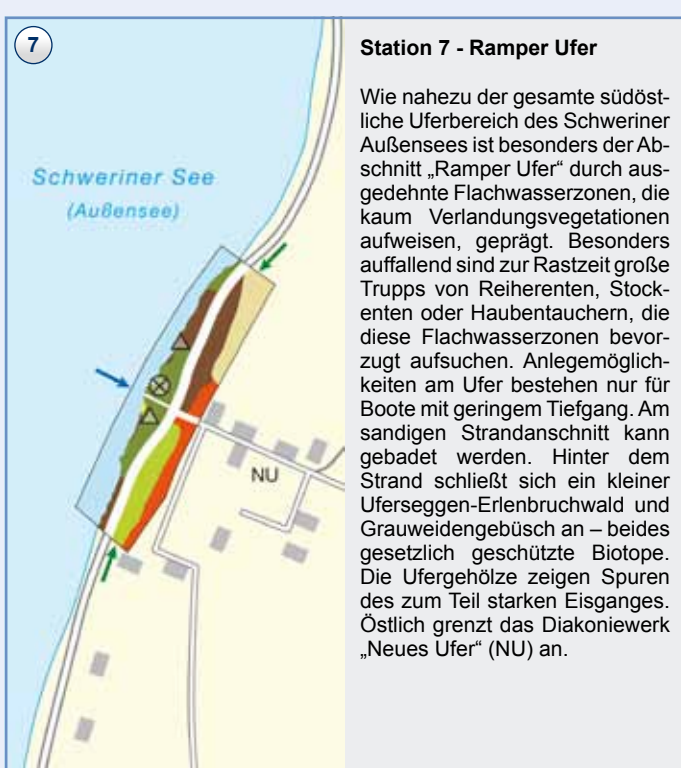 7
Schweriner See
(Außensee)
NU
Station 7 - Ramper Ufer
Wie nahezu der gesamte südöst-
liche Uferbereich des Schweriner
Außensees ist besonders der Ab-
schnitt „Ramper Ufer“ durch aus-
gedehnte Flachwasserzonen, die
kaum Verlandungsvegetationen
aufweisen, geprägt. Besonders
auffallend sind zur Rastzeit große
Trupps von Reiherenten, Stock-
enten oder Haubentauchern, die
diese Flachwasserzonen bevor-
zugt aufsuchen. Anlegemöglich-
keiten am Ufer bestehen nur für
Boote mit geringem Tiefgang. Am
sandigen Strandanschnitt kann
gebadet werden. Hinter dem
Strand schließt sich ein kleiner
Uferseggen-Erlenbruchwald und
Grauweidengebüsch an – beides
gesetzlich geschützte Biotope.
Die Ufergehölze zeigen Spuren
des zum Teil starken Eisganges.
Östlich grenzt das Diakoniewerk
„Neues Ufer“ (NU) an.